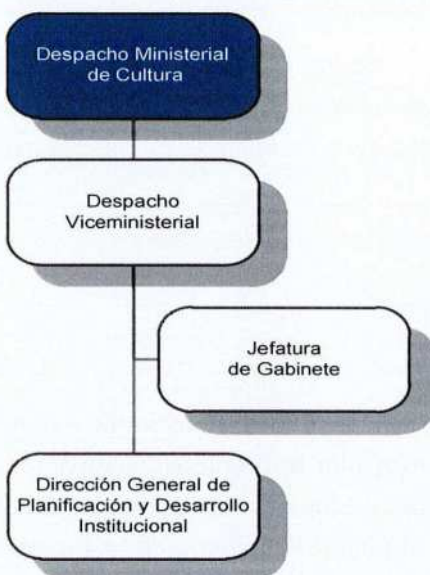 Despacho Ministerial
de Cultura
Despacho
Viceministerial
Jefatura
de Gabinete
Dirección General de
Planificación y Desarrollo
Institucional